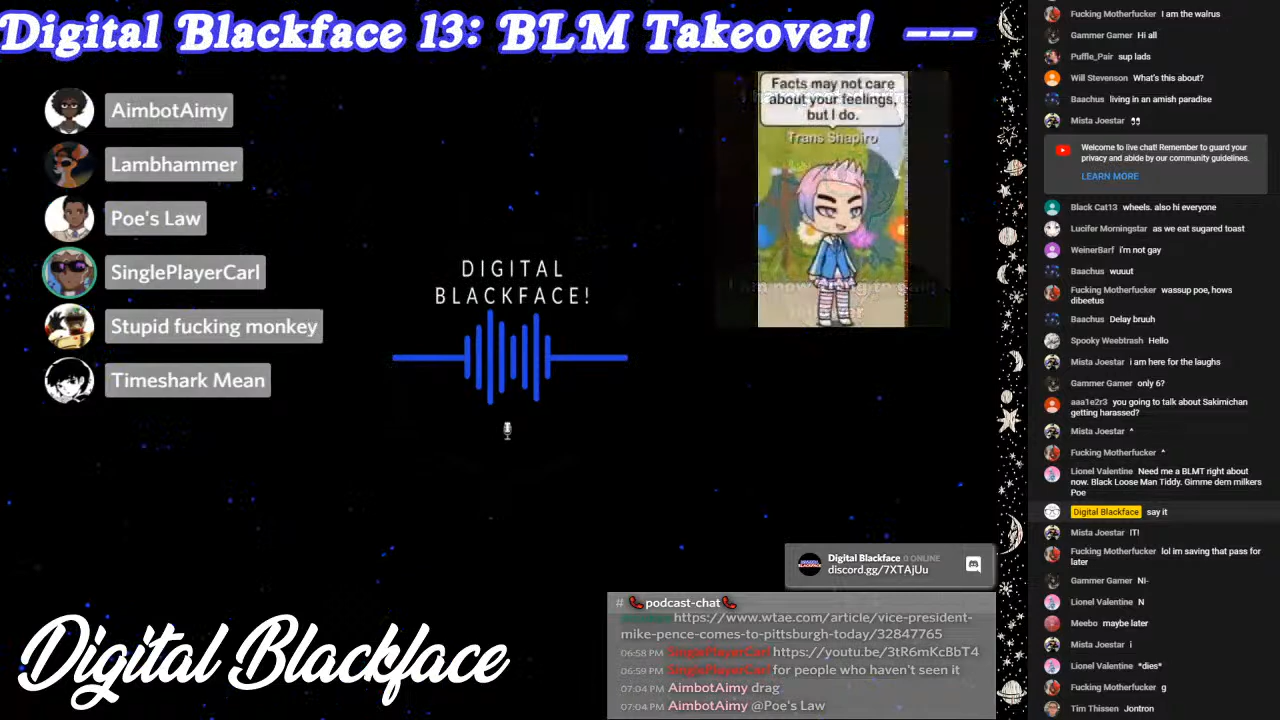 Digital Blackface 13: BLM Takeover! ---
AimbotAimy
Lambhammer
Poe's Law
SinglePlayerCarl
Stupid fucking monkey
Timeshark Mean
DIGITAL
BLACKFACE!
Facts may not care
about your feelings,
but I do.
Trans Shapiro
Digital Blackface 0 ONLINE
discord.gg/7XTAjUu
# podcast-chat
https://www.wtae.com/article/vice-president-
mike-pence-comes-to-pittsburgh-today/32847765
06:58 PM SinglePlayerCarl https://youtu.be/3tR6mKcBbT4
06:59 PM SinglePlayerCarl for people who haven't seen it
07:04 PM AimbotAimy drag
07:04 PM AimbotAimy @Poe's Law
Digital Blackface
Fucking Motherfucker I am the walrus
Gammer Gamer Hi all
Puffle_Pair sup lads
Will Stevenson What's this about?
Baachus living in an amish paradise
Mista Joestar
Welcome to live chat! Remember to guard your
privacy and abide by our community guidelines.
LEARN MORE
Black Cat13 wheels. also hi everyone
Lucifer Morningstar as we eat sugared toast
WeinerBarf i'm not gay
Baachus wuuut
Fucking Motherfucker wassup poe, hows
dibeetus
Baachus Delay bruuh
Spooky Weebtrash Hello
Mista Joestar i am here for the laughs
Gammer Gamer only 6?
aaa1e2r3 you going to talk about Sakimichan
getting harassed?
Mista Joestar ^
Fucking Motherfucker ^
Lionel Valentine Need me a BLMT right about
now. Black Loose Man Tiddy. Gimme dem milkers
Poe
Digital Blackface say it
Mista Joestar IT!
Fucking Motherfucker lol im saving that pass for
later
Gammer Gamer NI-
Lionel Valentine N
Meebo maybe later
Mista Joestar i
Lionel Valentine *dies*
Fucking Motherfucker g
Tim Thissen Jontron